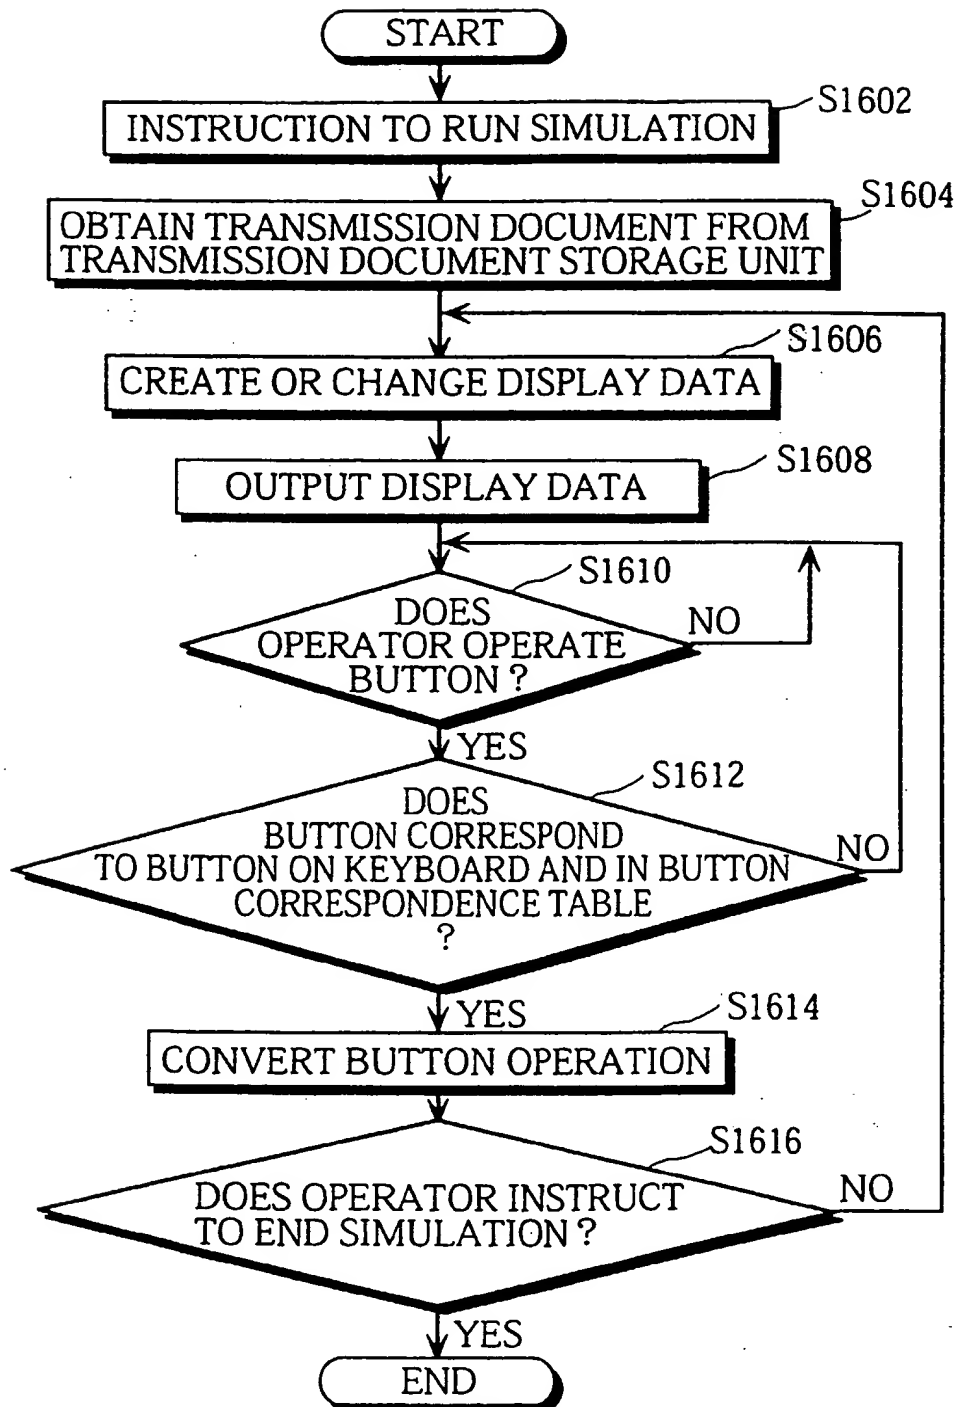 START
S1602
INSTRUCTION TO RUN SIMULATION
S1604
OBTAIN TRANSMISSION DOCUMENT FROM
TRANSMISSION DOCUMENT STORAGE UNIT
S1606
CREATE OR CHANGE DISPLAY DATA
S1608
OUTPUT DISPLAY DATA
S1610
DOES
OPERATOR OPERATE
BUTTON ?
NO
YES
S1612
DOES
BUTTON CORRESPOND
TO BUTTON ON KEYBOARD AND IN BUTTON
CORRESPONDENCE TABLE
?
NO
YES
S1614
CONVERT BUTTON OPERATION
S1616
DOES OPERATOR INSTRUCT
TO END SIMULATION ?
NO
YES
END